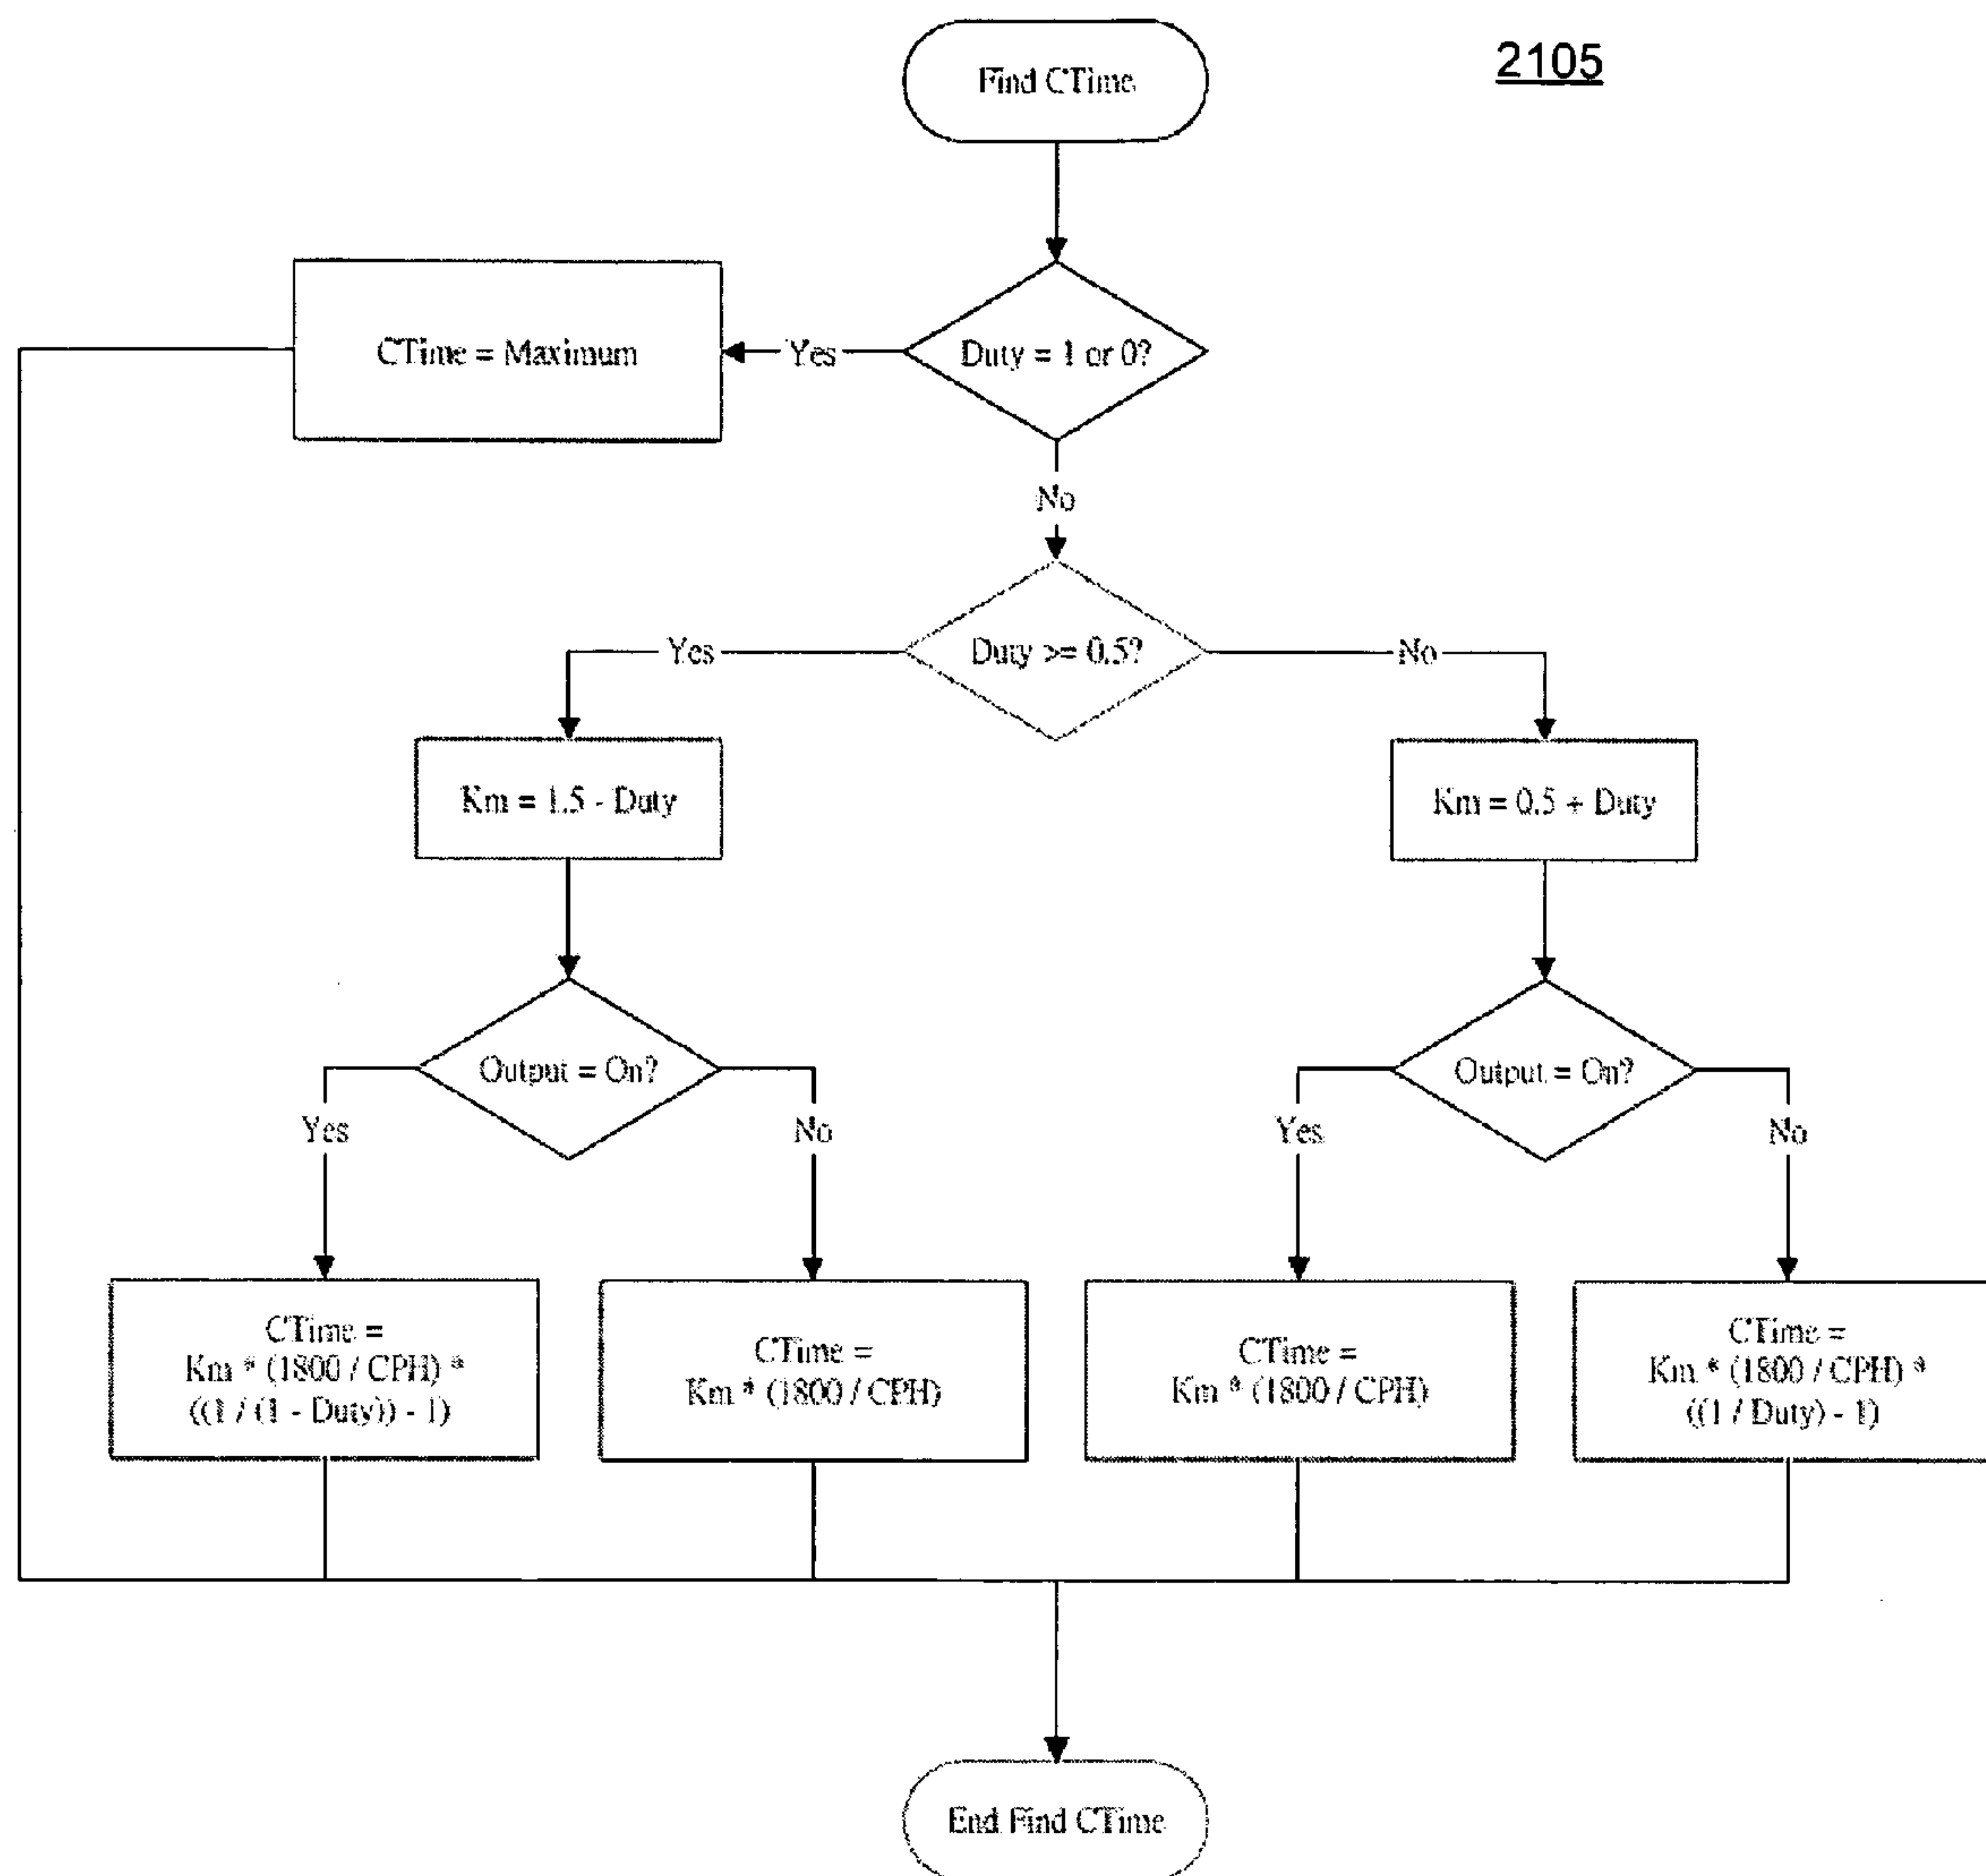 2105
Find CTime
Duty = 1 or 0?
Yes
CTime = Maximum
No
Duty >= 0.5?
Yes
No
Km = 1.5 - Duty
Km = 0.5 + Duty
Output = On?
Output = On?
Yes
No
Yes
No
CTime =
Km * (1800 / CPH) *
((1 / (1 - Duty)) - 1)
CTime =
Km * (1800 / CPH)
CTime =
Km * (1800 / CPH)
CTime =
Km * (1800 / CPH) *
((1 / Duty) - 1)
End Find CTime